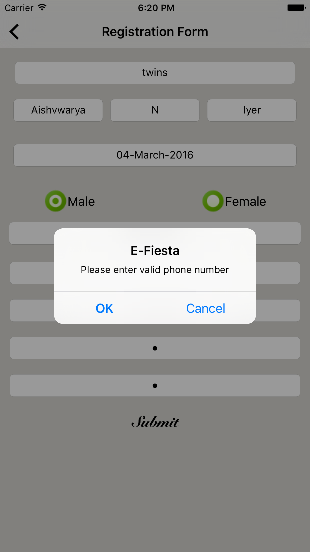 Carrier 6:20 PM
Registration Form
twins
Aishvwarya N Iyer
04-March-2016
Male Female
E-Fiesta
Please enter valid phone number
OK Cancel
•
•
Submit